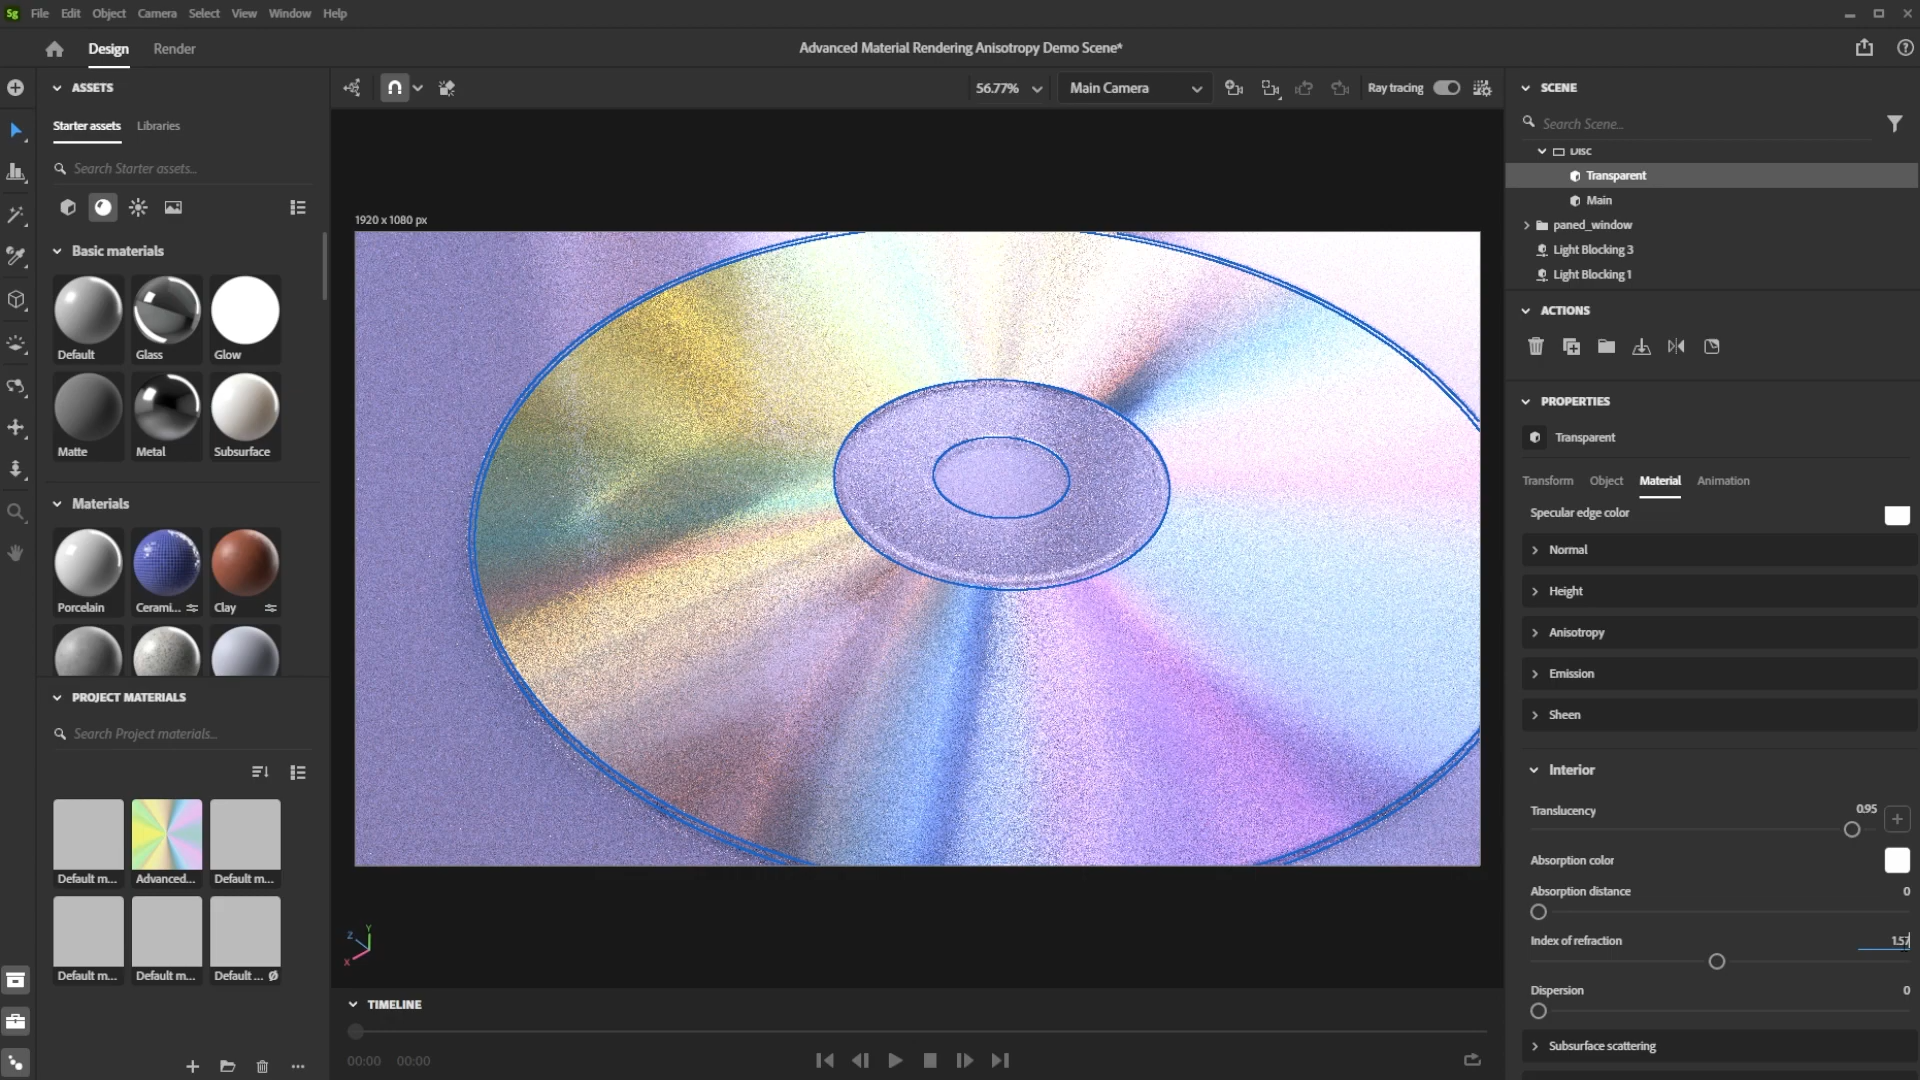 Sg File Edit Object Camera Select View Window Help
Design Render
Advanced Material Rendering Anisotropy Demo Scene*
ASSETS
Starter assets Libraries
Search Starter assets...
Basic materials
Default Glass Glow
Matte Metal Subsurface
Materials
Porcelain Cerami... Clay
PROJECT MATERIALS
Search Project materials...
Default m... Advanced... Default m...
Default m... Default m... Default ...
56.77% Main Camera Ray tracing
1920 x 1080 px
Z Y X
TIMELINE
00:00 00:00
SCENE
Search Scene...
Disc
Transparent
Main
paned_window
Light Blocking 3
Light Blocking 1
ACTIONS
PROPERTIES
Transparent
Transform Object Material Animation
Specular edge color
Normal
Height
Anisotropy
Emission
Sheen
Interior
Translucency 0.95
Absorption color
Absorption distance 0
Index of refraction 1.57
Dispersion 0
Subsurface scattering